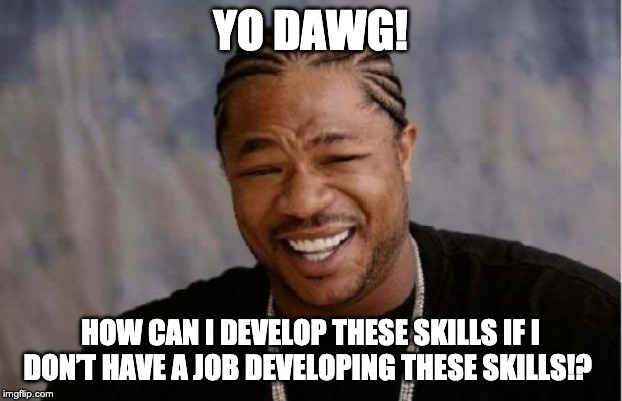 YO DAWG!
HOW CAN I DEVELOP THESE SKILLS IF I
DON'T HAVE A JOB DEVELOPING THESE SKILLS!?
imgflip.com